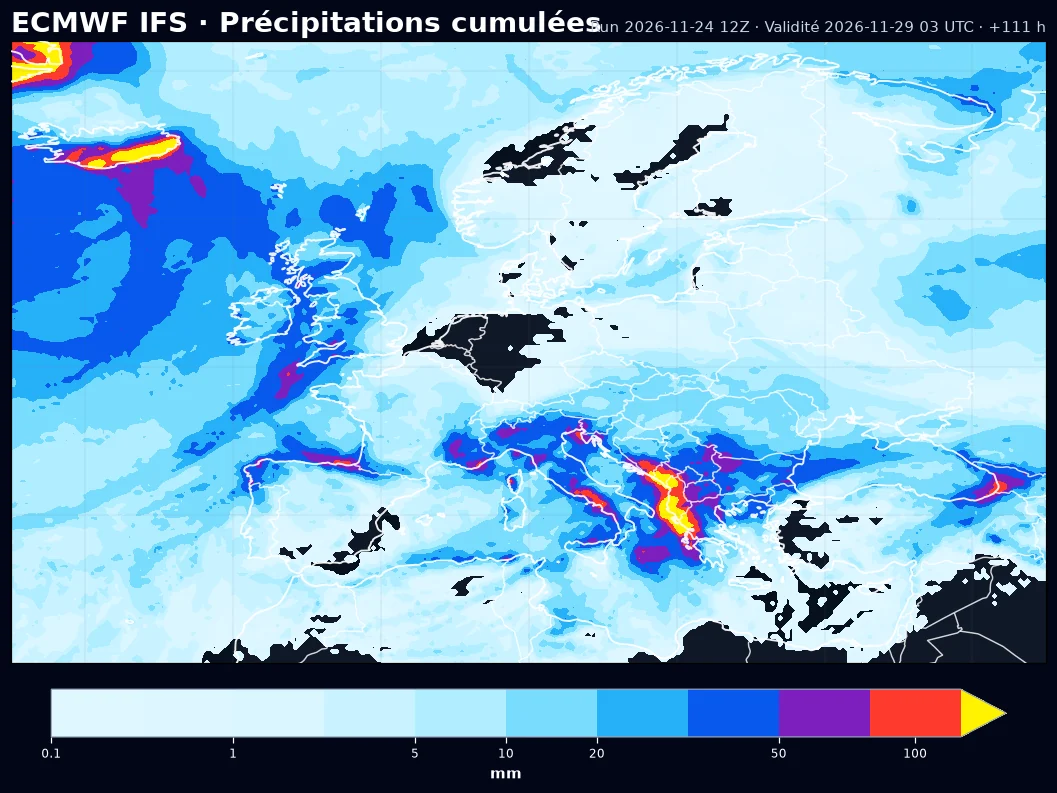 ECMWF IFS · Précipitations cumulées
Run 2026-11-24 12Z · Validité 2026-11-29 03 UTC · +111 h
0.1 1 5 10 20 50 100
mm